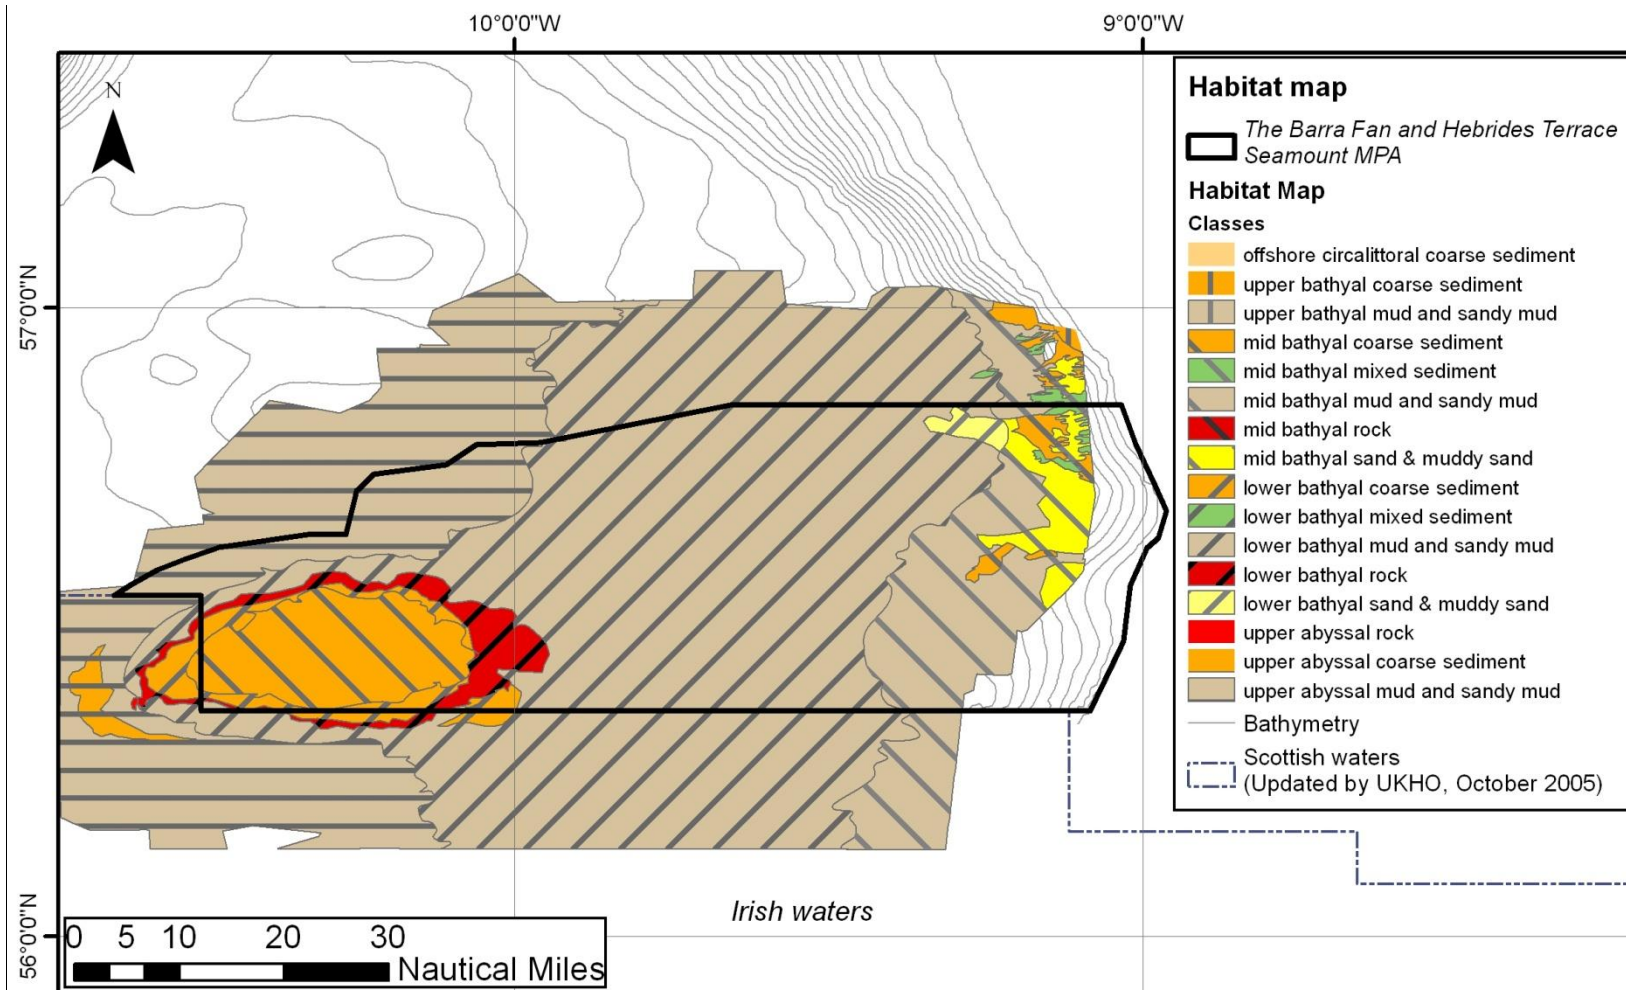 10°0'0"W 9°0'0"W
N
57°0'0"N
56°0'0"N
Habitat map
The Barra Fan and Hebrides Terrace
Seamount MPA
Habitat Map
Classes
offshore circalittoral coarse sediment
upper bathyal coarse sediment
upper bathyal mud and sandy mud
mid bathyal coarse sediment
mid bathyal mixed sediment
mid bathyal mud and sandy mud
mid bathyal rock
mid bathyal sand & muddy sand
lower bathyal coarse sediment
lower bathyal mixed sediment
lower bathyal mud and sandy mud
lower bathyal rock
lower bathyal sand & muddy sand
upper abyssal rock
upper abyssal coarse sediment
upper abyssal mud and sandy mud
Bathymetry
Scottish waters
(Updated by UKHO, October 2005)
Irish waters
0 5 10 20 30
Nautical Miles